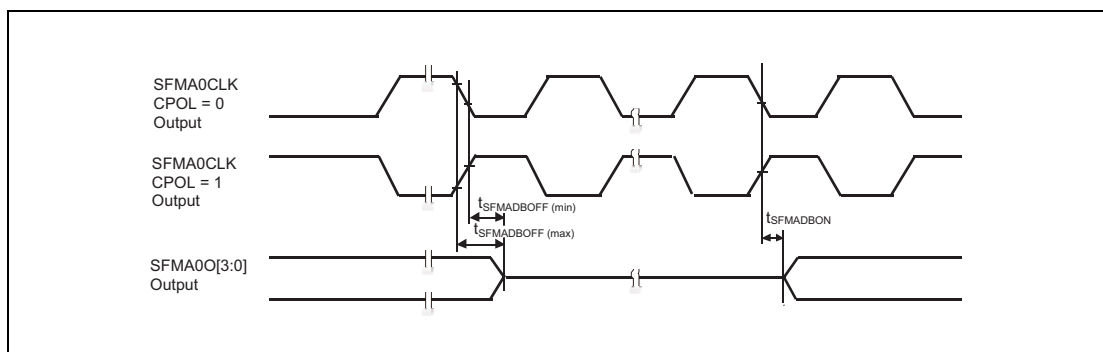 SFMA0CLK
CPOL = 0
Output
SFMA0CLK
CPOL = 1
Output
tSFMADBOFF (min)
tSFMADBOFF (max)
tSFMADBON
SFMA0O[3:0]
Output